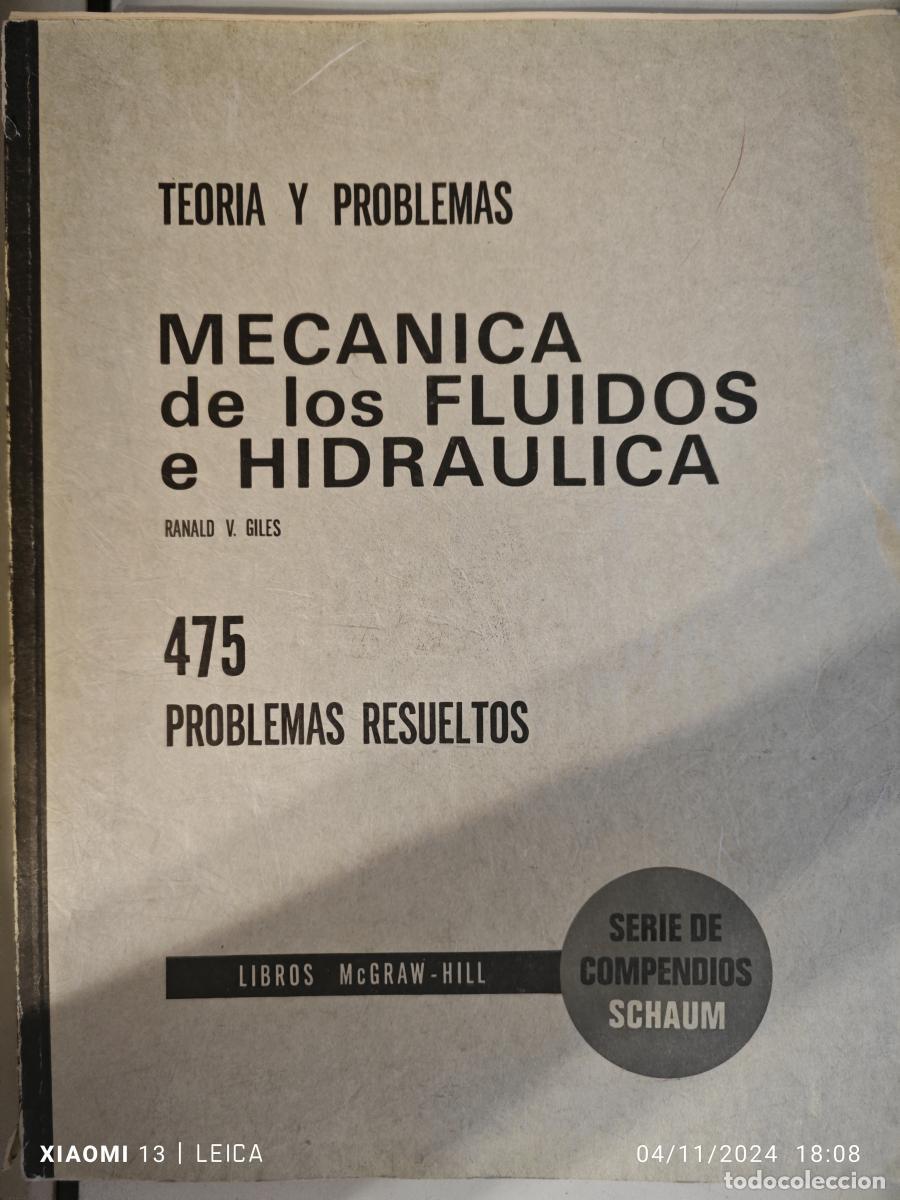 TEORIA Y PROBLEMAS
MECANICA
de los FLUIDOS
e HIDRAULICA
RANALD V. GILES
475
PROBLEMAS RESUELTOS
LIBROS McGRAW-HILL
SERIE DE
COMPENDIOS
SCHAUM
XIAOMI 13 | LEICA
04/11/2024 18:08
todocoleccion